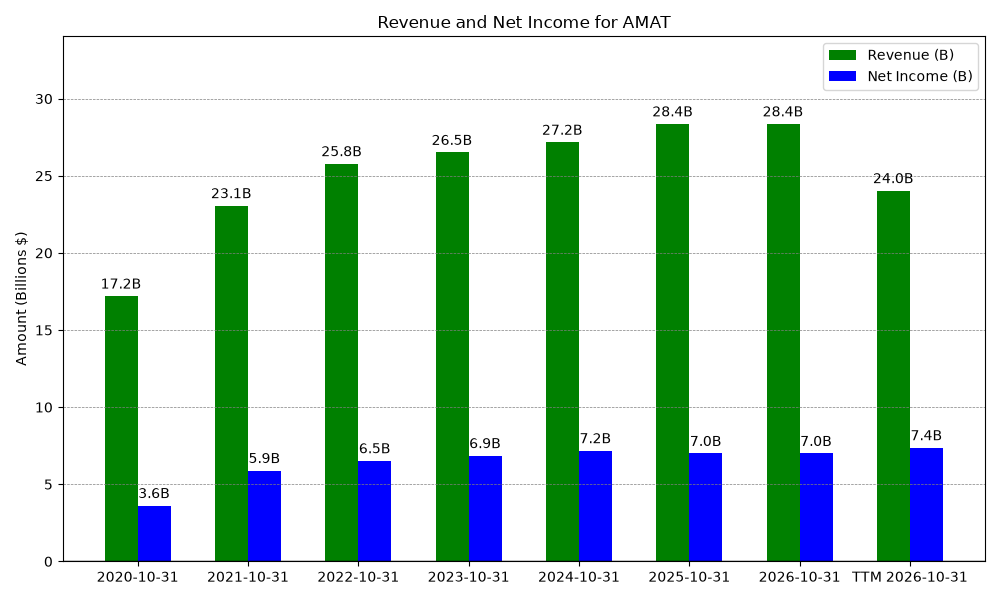 Revenue and Net Income for AMAT
Revenue (B)
Net Income (B)
Amount (Billions $)
30
25
20
15
10
5
0
17.2B
3.6B
23.1B
5.9B
25.8B
6.5B
26.5B
6.9B
27.2B
7.2B
28.4B
7.0B
28.4B
7.0B
24.0B
7.4B
2020-10-31
2021-10-31
2022-10-31
2023-10-31
2024-10-31
2025-10-31
2026-10-31
TTM 2026-10-31